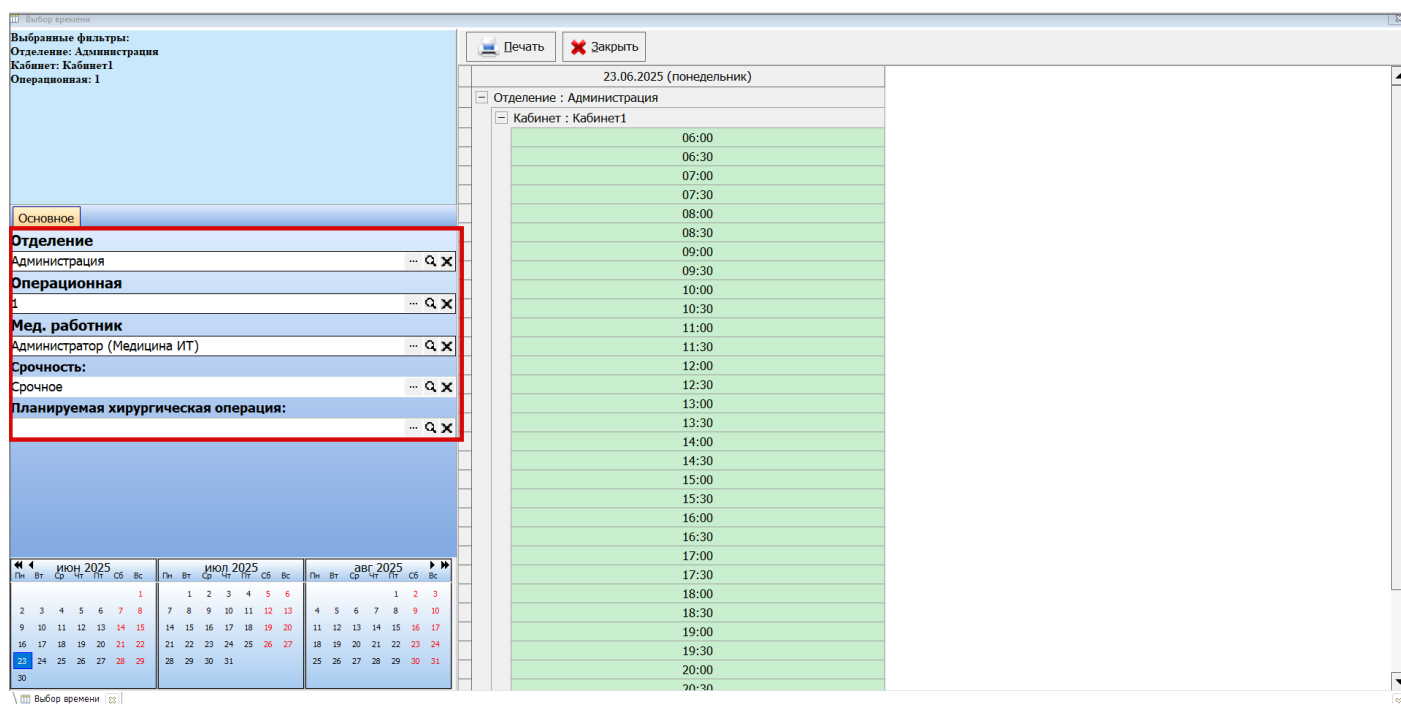 Выбор времени
Выбранные фильтры:
Отделение: Администрация
Кабинет: Кабинет1
Операционная: 1
Печать
Закрыть
23.06.2025 (понедельник)
Отделение : Администрация
Кабинет : Кабинет1
06:00
06:30
07:00
07:30
08:00
08:30
09:00
09:30
10:00
10:30
11:00
11:30
12:00
12:30
13:00
13:30
14:00
14:30
15:00
15:30
16:00
16:30
17:00
17:30
18:00
18:30
19:00
19:30
20:00
20:30
Основное
Отделение
Администрация
Операционная
1
Мед. работник
Администратор (Медицина ИТ)
Срочность:
Срочное
Планируемая хирургическая операция:
июн 2025
Пн Вт Ср Чт Пт Сб Вс
1
2 3 4 5 6 7 8
9 10 11 12 13 14 15
16 17 18 19 20 21 22
23 24 25 26 27 28 29
30
июл 2025
Пн Вт Ср Чт Пт Сб Вс
1 2 3 4 5 6
7 8 9 10 11 12 13
14 15 16 17 18 19 20
21 22 23 24 25 26 27
28 29 30 31
авг 2025
Пн Вт Ср Чт Пт Сб Вс
1 2 3
4 5 6 7 8 9 10
11 12 13 14 15 16 17
18 19 20 21 22 23 24
25 26 27 28 29 30 31
Выбор времени